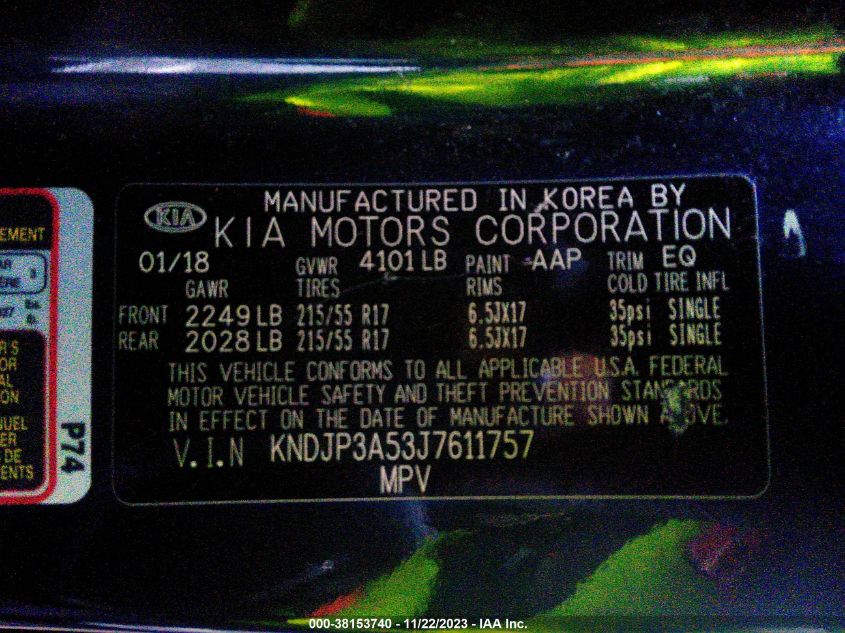 MANUFACTURED IN KOREA BY
KIA KIA MOTORS CORPORATION
01/18 GVWR 4101 LB PAINT AAP TRIM EQ
GAWR TIRES RIMS COLD TIRE INFL
FRONT 2249 LB 215/55 R17 6.5JX17 35psi SINGLE
REAR 2028 LB 215/55 R17 6.5JX17 35psi SINGLE
THIS VEHICLE CONFORMS TO ALL APPLICABLE U.S.A. FEDERAL
MOTOR VEHICLE SAFETY AND THEFT PREVENTION STANDARDS
IN EFFECT ON THE DATE OF MANUFACTURE SHOWN ABOVE.
V.I.N KNDJP3A53J7611757
MPV
EMENT
P74
000-38153740 - 11/22/2023 - IAA Inc.